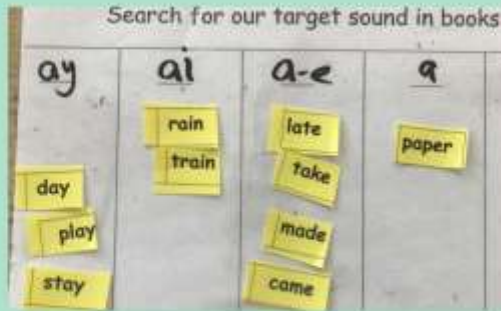 Search for our target sound in books
ay ai a-e a
rain late paper
train take
day
play made
stay came